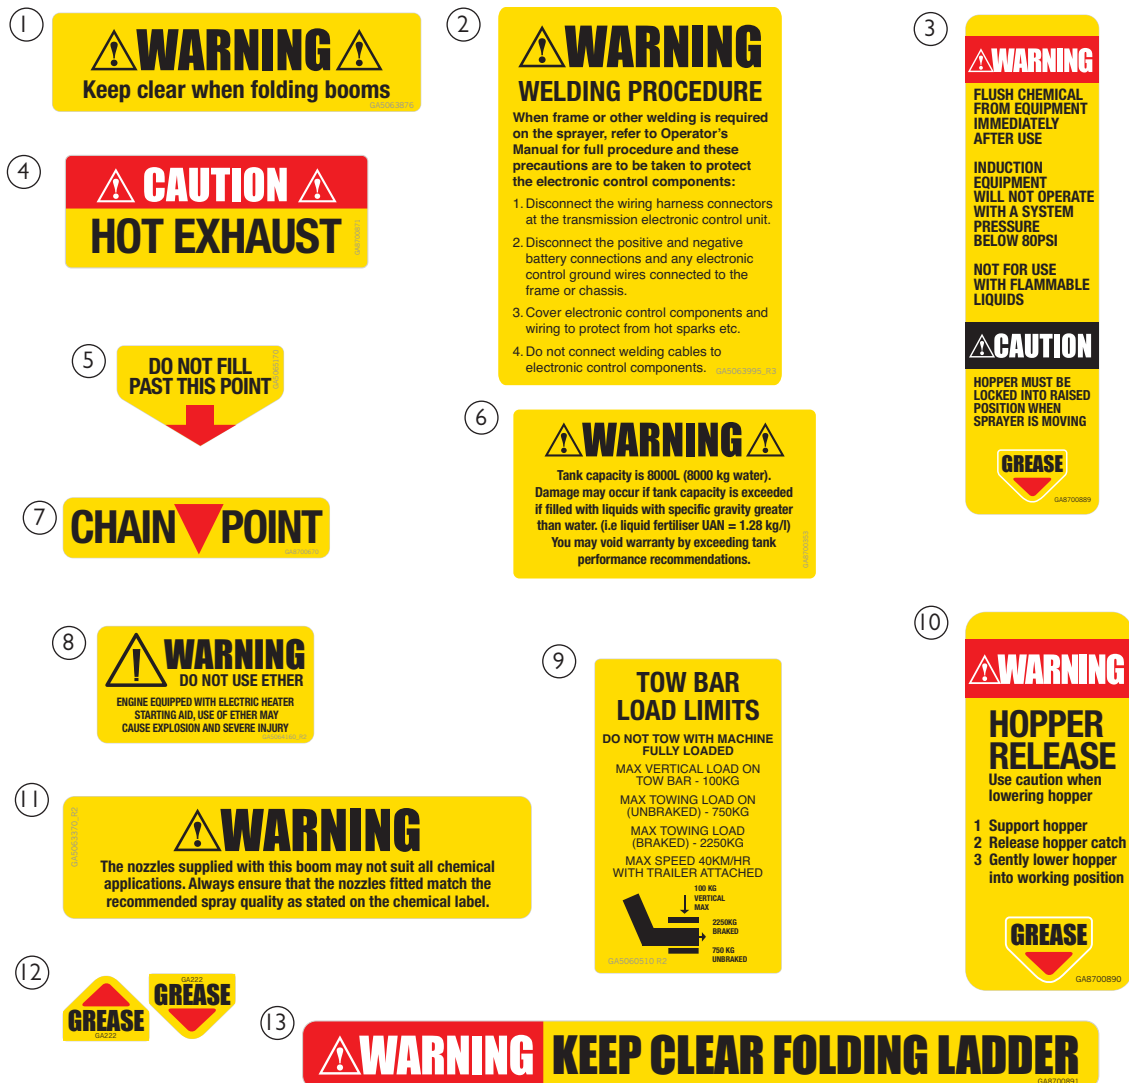 1
WARNING
Keep clear when folding booms
GA5063876
2
WARNING
WELDING PROCEDURE
When frame or other welding is required
on the sprayer, refer to Operator's
Manual for full procedure and these
precautions are to be taken to protect
the electronic control components:
1. Disconnect the wiring harness connectors
at the transmission electronic control unit.
2. Disconnect the positive and negative
battery connections and any electronic
control ground wires connected to the
frame or chassis.
3. Cover electronic control components and
wiring to protect from hot sparks etc.
4. Do not connect welding cables to
electronic control components.
GA5063995_R3
3
WARNING
FLUSH CHEMICAL
FROM EQUIPMENT
IMMEDIATELY
AFTER USE
INDUCTION
EQUIPMENT
WILL NOT OPERATE
WITH A SYSTEM
PRESSURE
BELOW 80PSI
NOT FOR USE
WITH FLAMMABLE
LIQUIDS
CAUTION
HOPPER MUST BE
LOCKED INTO RAISED
POSITION WHEN
SPRAYER IS MOVING
GREASE
GA8700889
4
CAUTION
HOT EXHAUST
GA8700871
5
DO NOT FILL
PAST THIS POINT
GA5065170
6
WARNING
Tank capacity is 8000L (8000 kg water).
Damage may occur if tank capacity is exceeded
if filled with liquids with specific gravity greater
than water. (i.e liquid fertiliser UAN = 1.28 kg/l)
You may void warranty by exceeding tank
performance recommendations.
GA8700358
7
CHAIN POINT
GA8700670
8
WARNING
DO NOT USE ETHER
ENGINE EQUIPPED WITH ELECTRIC HEATER
STARTING AID, USE OF ETHER MAY
CAUSE EXPLOSION AND SEVERE INJURY
GA5064160_R2
9
TOW BAR
LOAD LIMITS
DO NOT TOW WITH MACHINE
FULLY LOADED
MAX VERTICAL LOAD ON
TOW BAR - 100KG
MAX TOWING LOAD ON
(UNBRAKED) - 750KG
MAX TOWING LOAD
(BRAKED) - 2250KG
MAX SPEED 40KM/HR
WITH TRAILER ATTACHED
100 KG
VERTICAL
MAX
2250KG
BRAKED
750 KG
UNBRAKED
GA5060510 R2
10
WARNING
HOPPER
RELEASE
Use caution when
lowering hopper
1 Support hopper
2 Release hopper catch
3 Gently lower hopper
into working position
GREASE
GA8700890
11
GA5063370_R2
WARNING
The nozzles supplied with this boom may not suit all chemical
applications. Always ensure that the nozzles fitted match the
recommended spray quality as stated on the chemical label.
12
GREASE
GA222
GA222
GREASE
13
WARNING KEEP CLEAR FOLDING LADDER
GA8700891